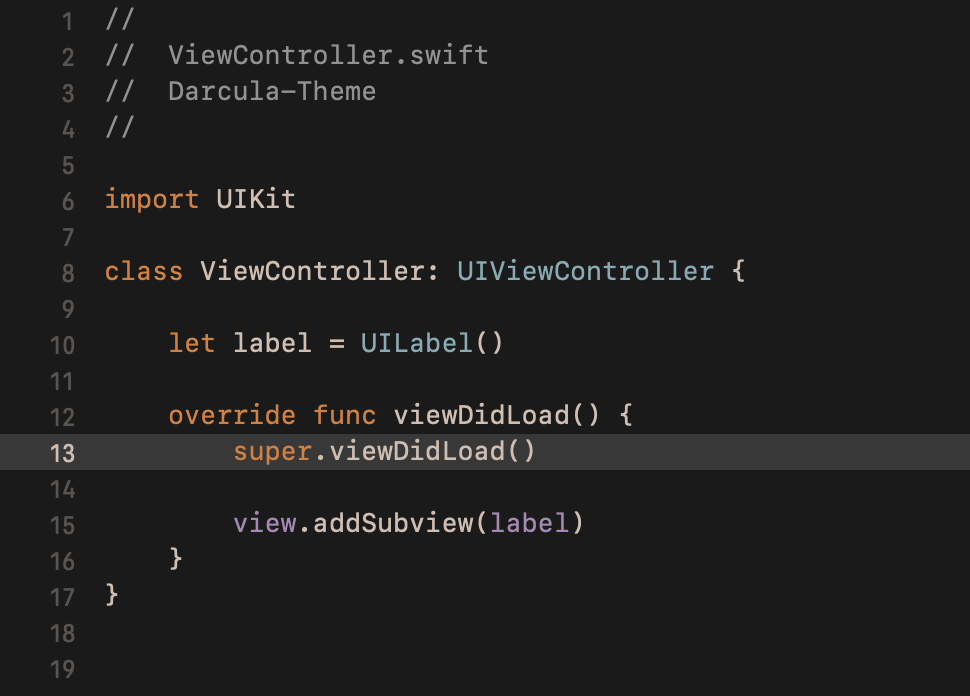 1 //
2 //  ViewController.swift
3 //  Darcula-Theme
4 //
5
6 import UIKit
7
8 class ViewController: UIViewController {
9
10     let label = UILabel()
11
12     override func viewDidLoad() {
13         super.viewDidLoad()
14
15         view.addSubview(label)
16     }
17 }
18
19